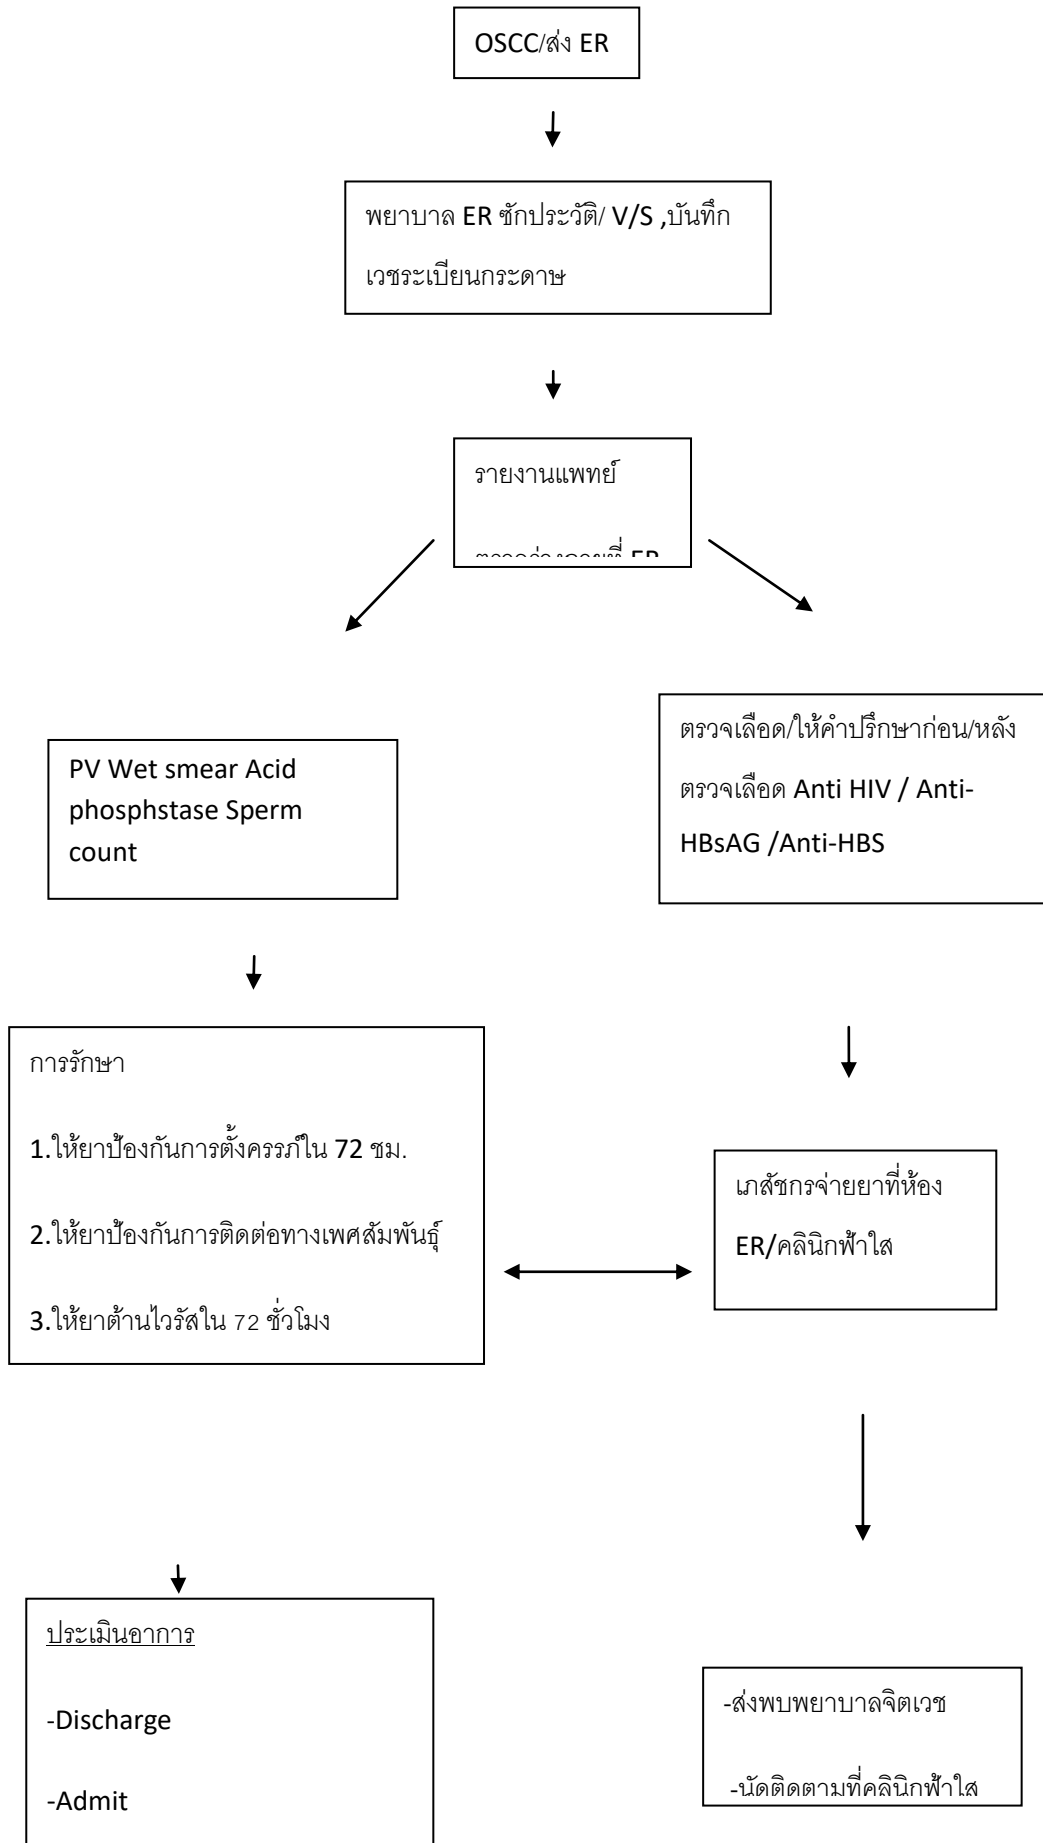 OSCC/ส่ง ER
พยาบาล ER ซักประวัติ/ V/S ,บันทึก
เวชระเบียนกระดาษ
รายงานแพทย์
ตรวจร่างกายที่ ER
PV Wet smear Acid
phosphstase Sperm
count
ตรวจเลือด/ให้คำปรึกษาก่อน/หลัง
ตรวจเลือด Anti HIV / Anti-
HBsAG /Anti-HBS
การรักษา
1.ให้ยาป้องกันการตั้งครรภ์ใน 72 ชม.
2.ให้ยาป้องกันการติดต่อทางเพศสัมพันธุ์
3.ให้ยาต้านไวรัสใน 72 ชั่วโมง
เภสัชกรจ่ายยาที่ห้อง
ER/คลินิกฟ้าใส
ประเมินอาการ
-Discharge
-Admit
-ส่งพบพยาบาลจิตเวช
-นัดติดตามที่คลินิกฟ้าใส